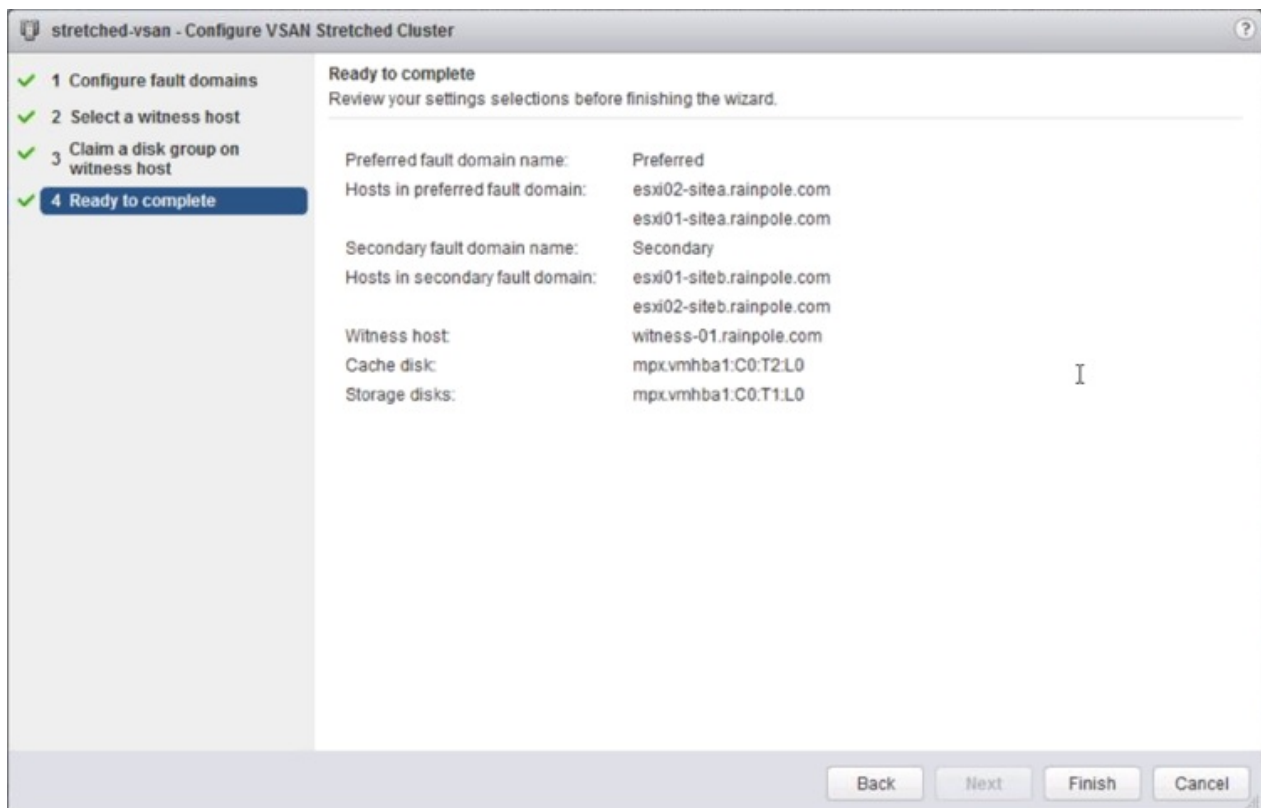 stretched-vsan - Configure VSAN Stretched Cluster
?
1 Configure fault domains
2 Select a witness host
3 Claim a disk group on
witness host
4 Ready to complete
Ready to complete
Review your settings selections before finishing the wizard.
Preferred fault domain name: Preferred
Hosts in preferred fault domain: esxi02-sitea.rainpole.com
esxi01-sitea.rainpole.com
Secondary fault domain name: Secondary
Hosts in secondary fault domain: esxi01-siteb.rainpole.com
esxi02-siteb.rainpole.com
Witness host: witness-01.rainpole.com
Cache disk: mpx.vmhba1:C0:T2:L0
Storage disks: mpx.vmhba1:C0:T1:L0
Back Next Finish Cancel